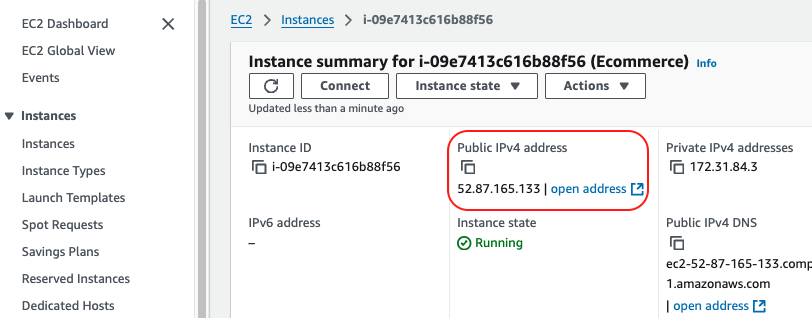 EC2 Dashboard
EC2 Global View
Events
Instances
Instances
Instance Types
Launch Templates
Spot Requests
Savings Plans
Reserved Instances
Dedicated Hosts
EC2 > Instances > i-09e7413c616b88f56
Instance summary for i-09e7413c616b88f56 (Ecommerce) Info
Connect Instance state Actions
Updated less than a minute ago
Instance ID
i-09e7413c616b88f56
Public IPv4 address
52.87.165.133 | open address
Private IPv4 addresses
172.31.84.3
IPv6 address
–
Instance state
Running
Public IPv4 DNS
ec2-52-87-165-133.comp
1.amazonaws.com
| open address